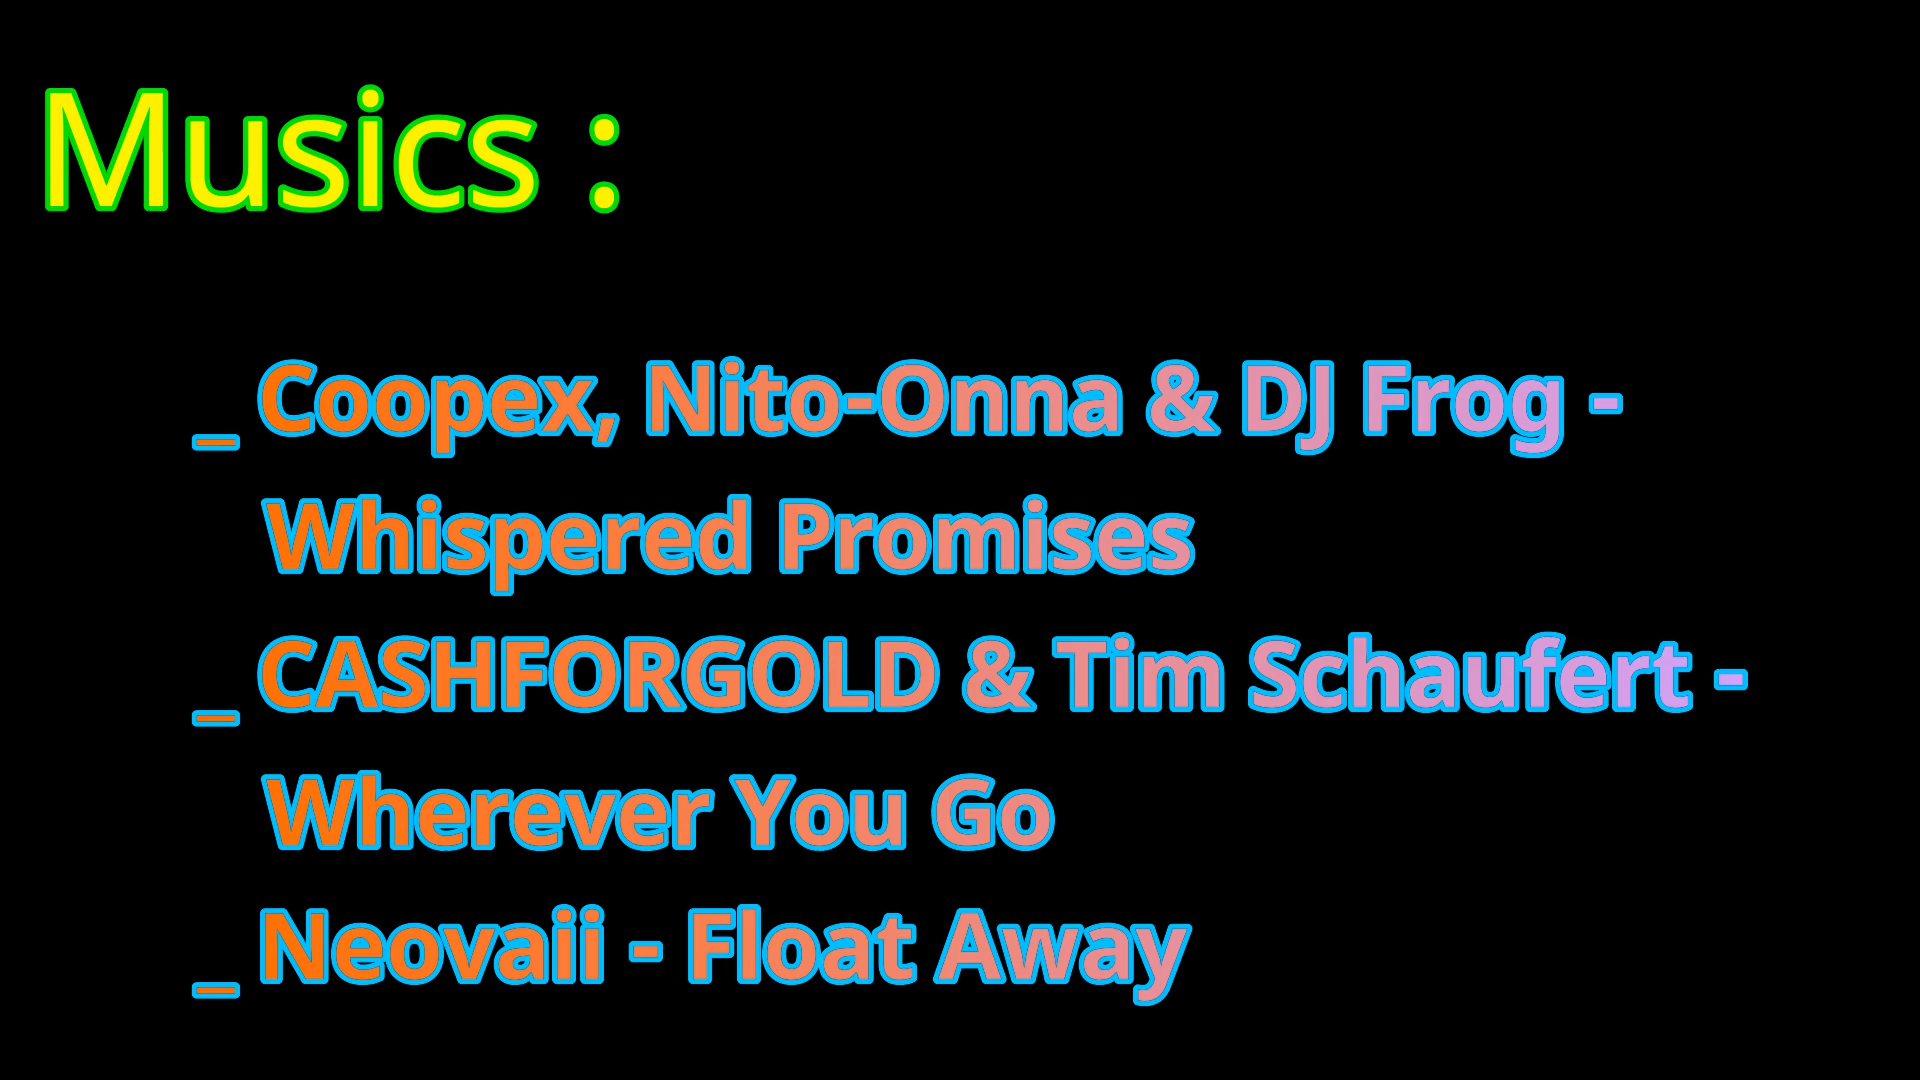 Musics :
_ Coopex, Nito-Onna & DJ Frog -
Whispered Promises
_ CASHFORGOLD & Tim Schaufert -
Wherever You Go
_ Neovaii - Float Away